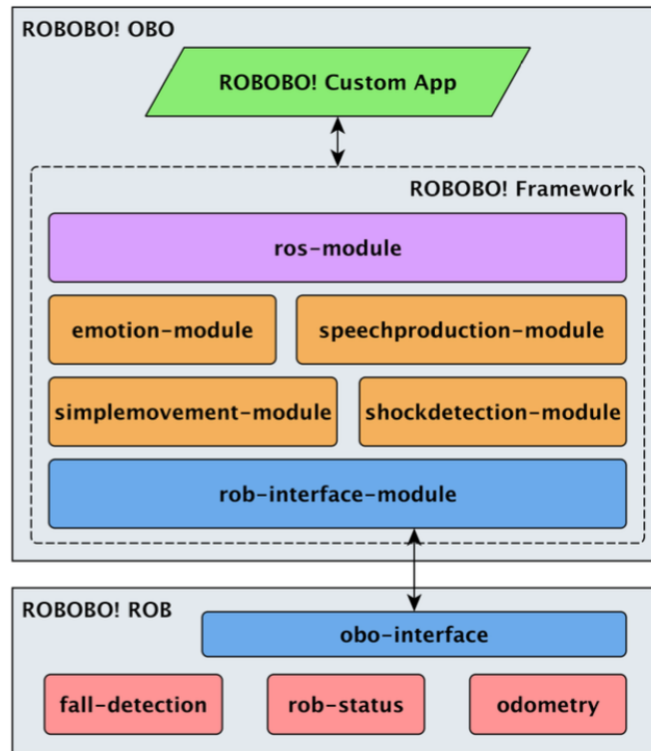 ROBOBO! OBO
ROBOBO! Custom App
ROBOBO! Framework
ros-module
emotion-module
speechproduction-module
simplemovement-module
shockdetection-module
rob-interface-module
ROBOBO! ROB
obo-interface
fall-detection
rob-status
odometry